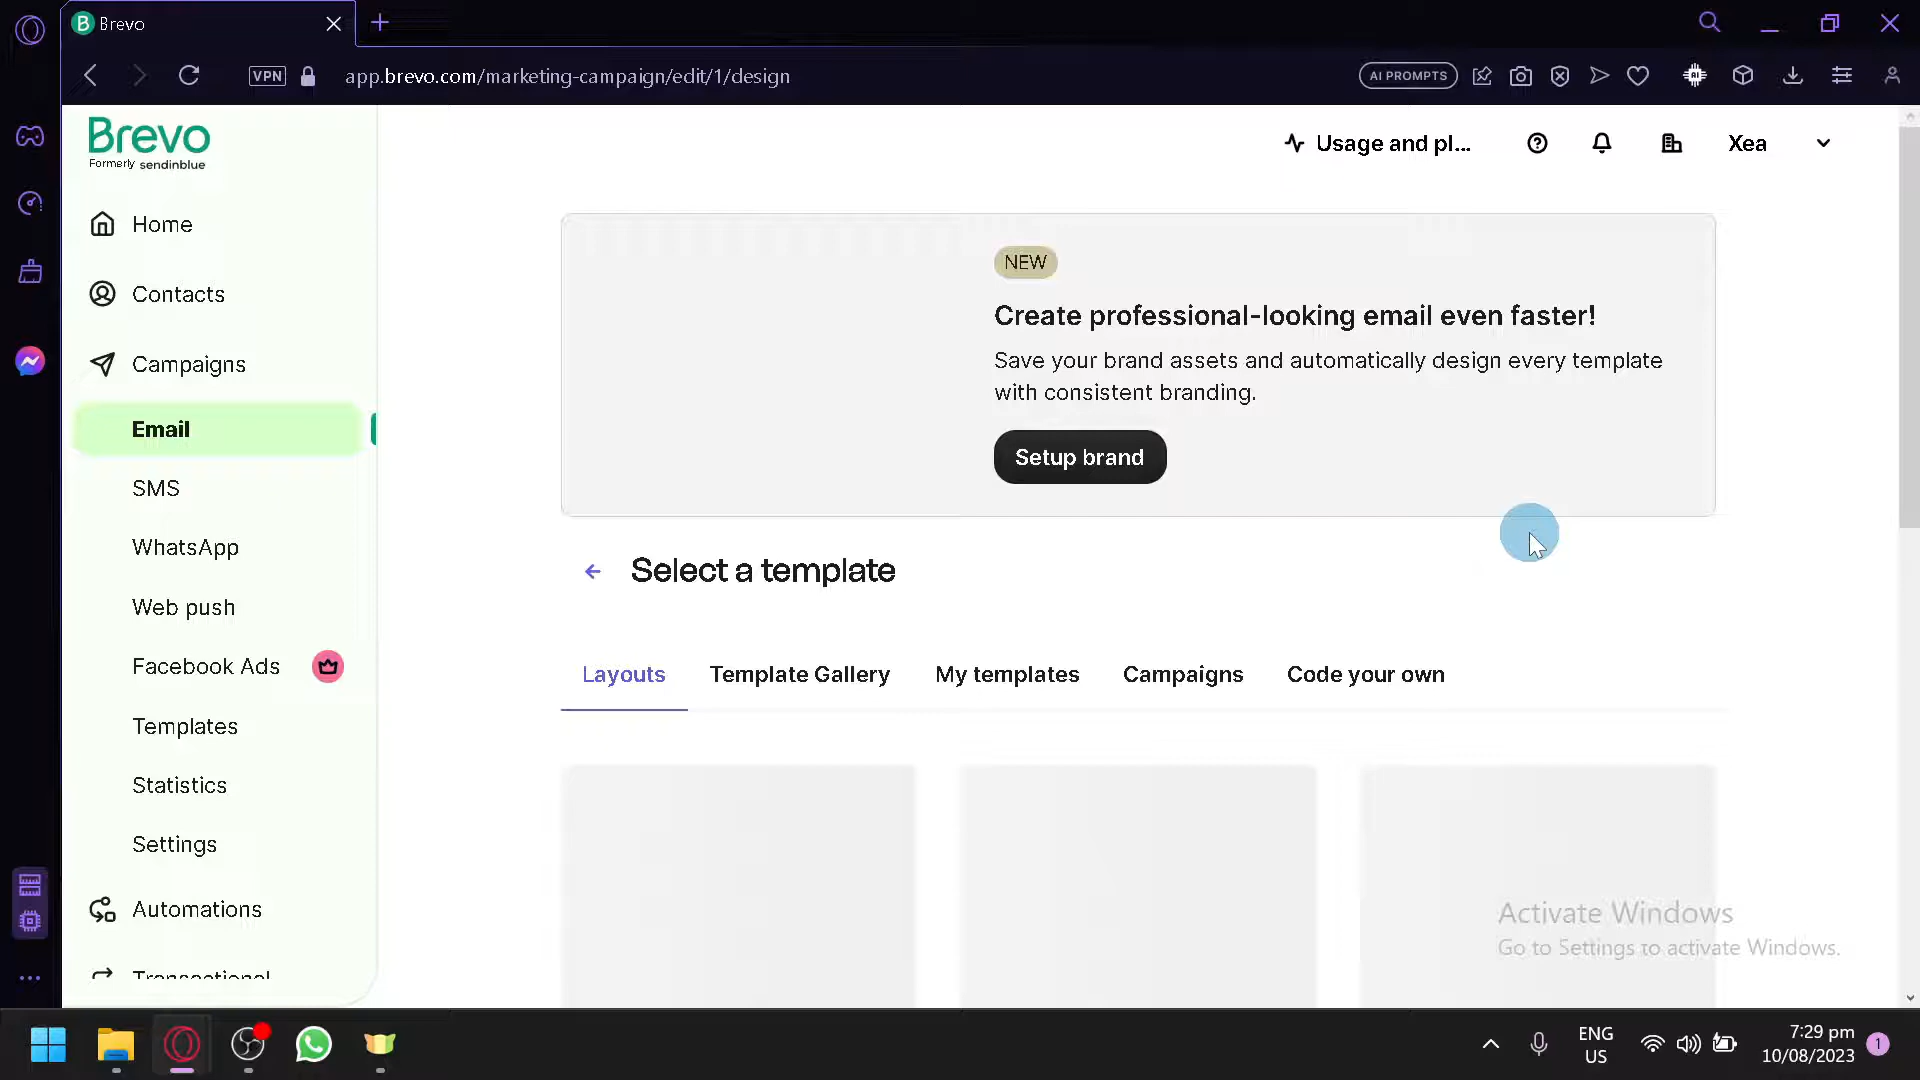 Brevo
VPN
app.brevo.com/marketing-campaign/edit/1/design
AI PROMPTS
Brevo
Formerly sendinblue
Usage and pl...
Xea
Home
Contacts
Campaigns
Email
SMS
WhatsApp
Web push
Facebook Ads
Templates
Statistics
Settings
Automations
Transactional
NEW
Create professional-looking email even faster!
Save your brand assets and automatically design every template
with consistent branding.
Setup brand
Select a template
Layouts
Template Gallery
My templates
Campaigns
Code your own
Activate Windows
Go to Settings to activate Windows.
ENG
US
7:29 pm
10/08/2023
1